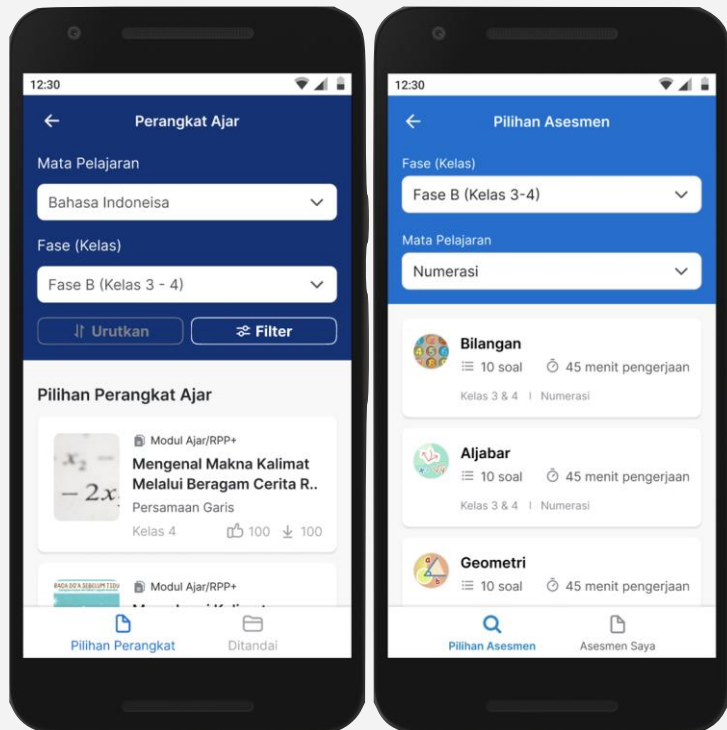 12:30
Perangkat Ajar
Mata Pelajaran
Bahasa Indoneisa
Fase (Kelas)
Fase B (Kelas 3 - 4)
Urutkan
Filter
Pilihan Perangkat Ajar
Modul Ajar/RPP+
Mengenal Makna Kalimat
Melalui Beragam Cerita R..
Persamaan Garis
Kelas 4 100 100
x₂ –
– 2x
Modul Ajar/RPP+
Pilihan Perangkat
Ditandai
12:30
Pilihan Asesmen
Fase (Kelas)
Fase B (Kelas 3-4)
Mata Pelajaran
Numerasi
Bilangan
10 soal 45 menit pengerjaan
Kelas 3 & 4 | Numerasi
Aljabar
10 soal 45 menit pengerjaan
Kelas 3 & 4 | Numerasi
Geometri
10 soal 45 menit pengerjaan
Pilihan Asesmen
Asesmen Saya